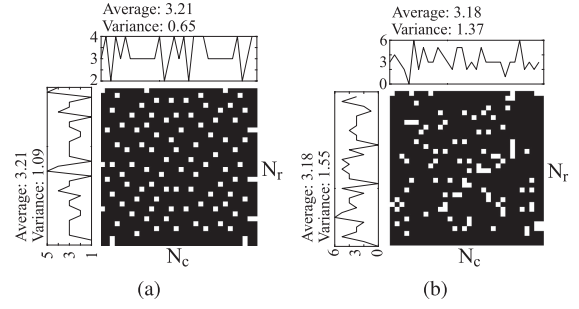 Average: 3.21
Variance: 0.65
4
3
2
Average: 3.21
Variance: 1.09
5
3
1
N_r
N_c
(a)
Average: 3.18
Variance: 1.37
6
3
0
Average: 3.18
Variance: 1.55
6
3
0
N_r
N_c
(b)